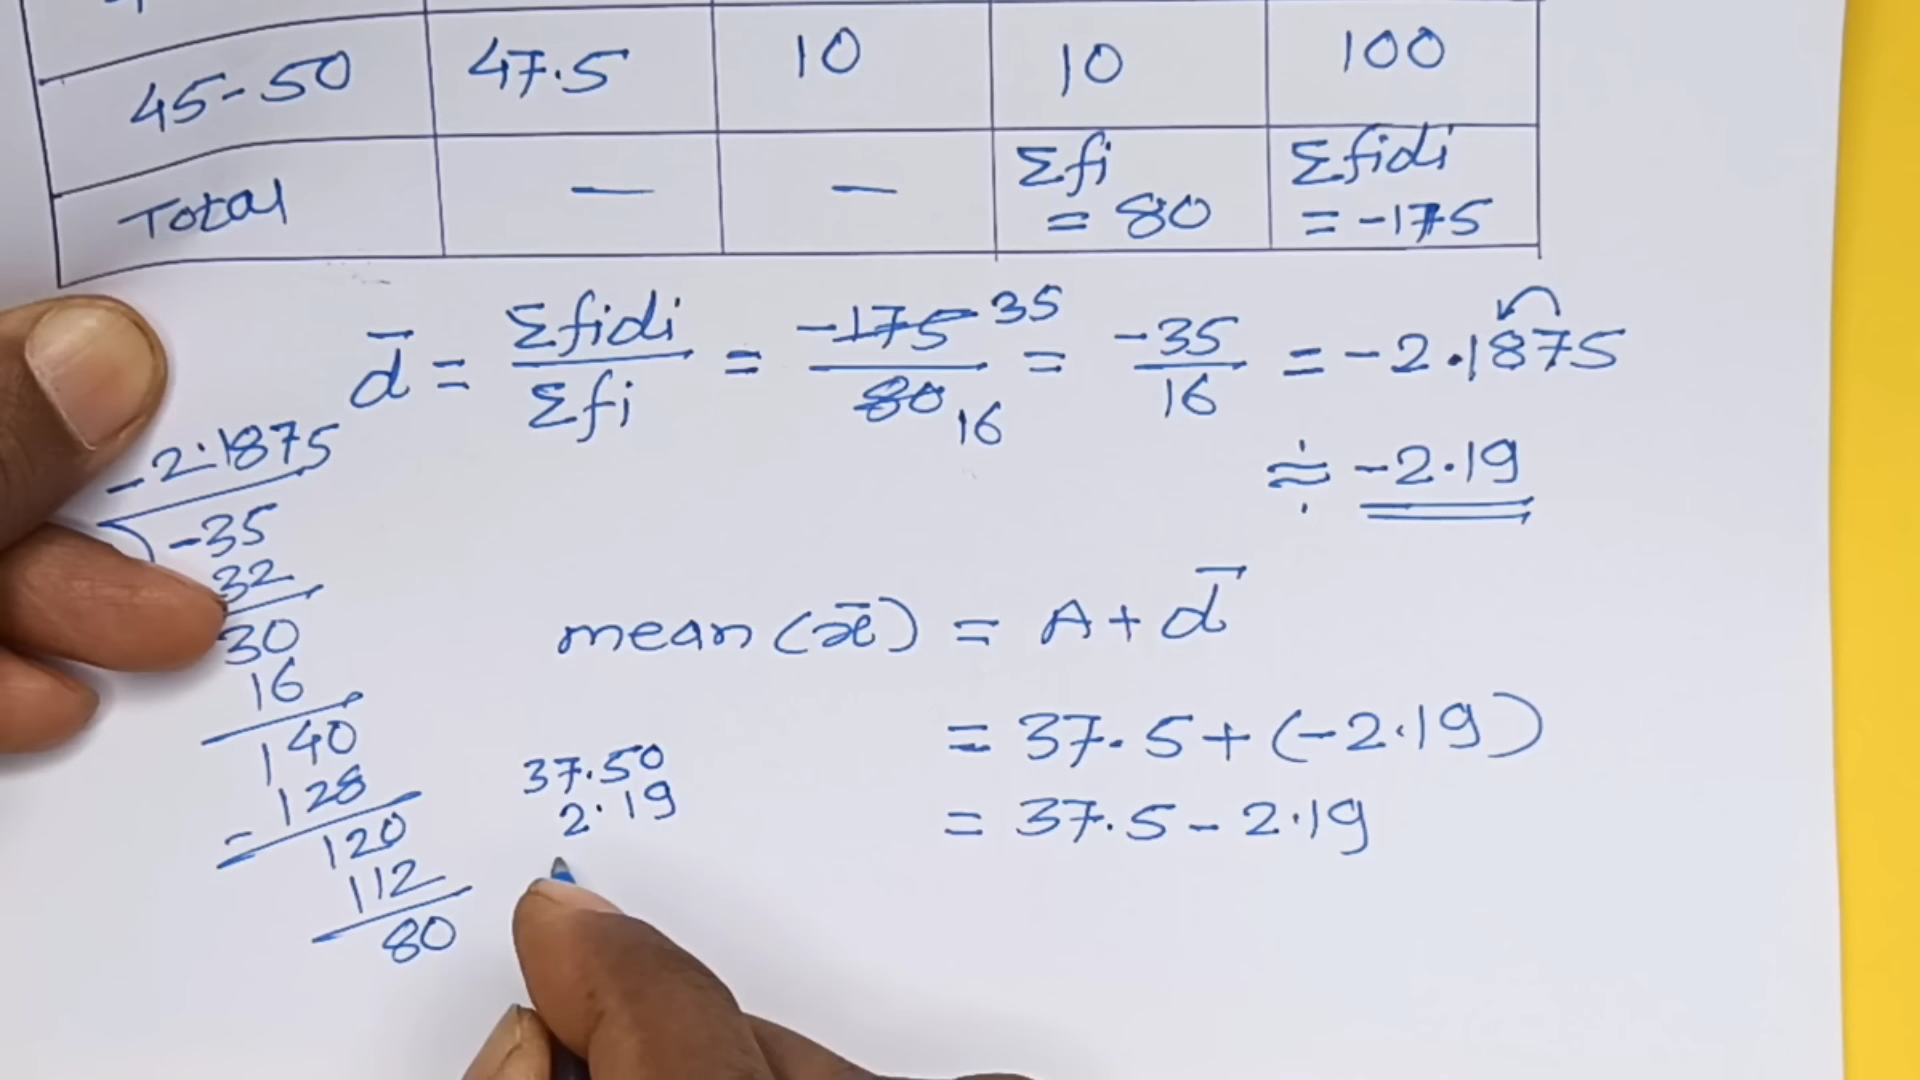 45-50 47.5 10 10 100
Total — — Σfi = 80 Σfidi = -175
d̄ = Σfidi / Σfi = -175 35 / 80 16 = -35 / 16 = -2.1875
≑ -2.19
-2.1875
-35
32
30
16
140
-128
120
112
80
mean (x̄) = A + d̄
= 37.5 + (-2.19)
= 37.5 - 2.19
37.50
2.19